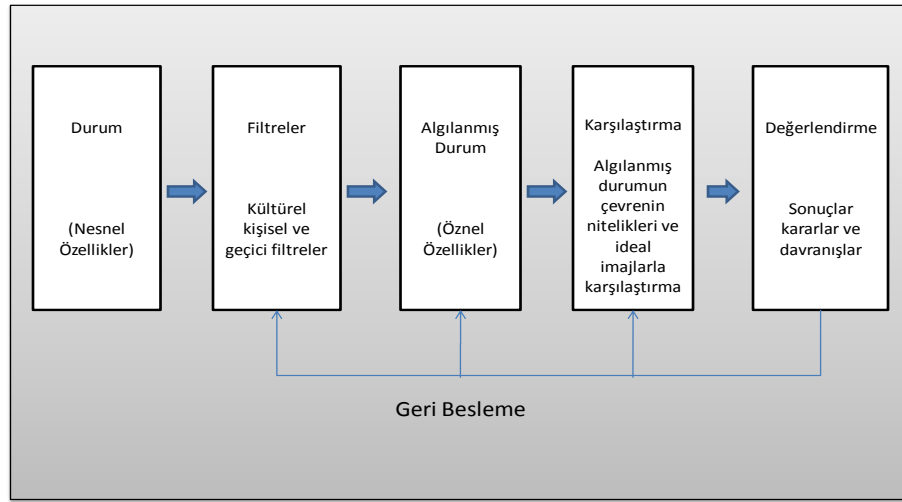 Durum
(Nesnel
Özellikler)
Filtreler
Kültürel
kişisel ve
geçici filtreler
Algılanmış
Durum
(Öznel
Özellikler)
Karşılaştırma
Algılanmış
durumun
çevrenin
nitelikleri ve
ideal
imajlarla
karşılaştırma
Değerlendirme
Sonuçlar
kararlar ve
davranışlar
Geri Besleme